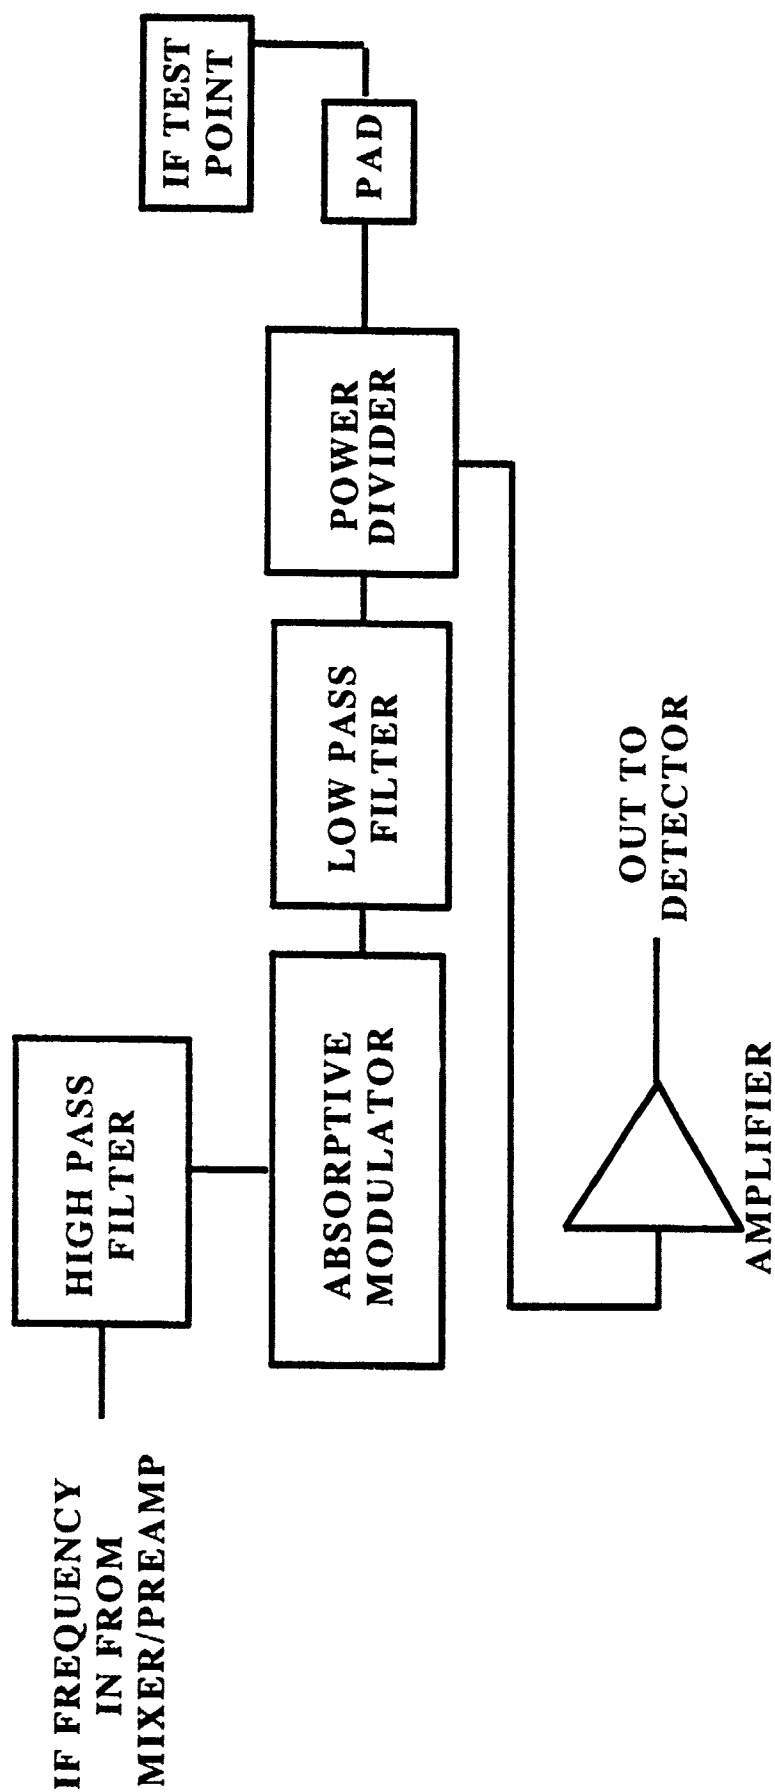 IF FREQUENCY
IN FROM
MIXER/PREAMP
HIGH PASS
FILTER
ABSORPTIVE
MODULATOR
LOW PASS
FILTER
POWER
DIVIDER
PAD
IF TEST
POINT
AMPLIFIER
OUT TO
DETECTOR